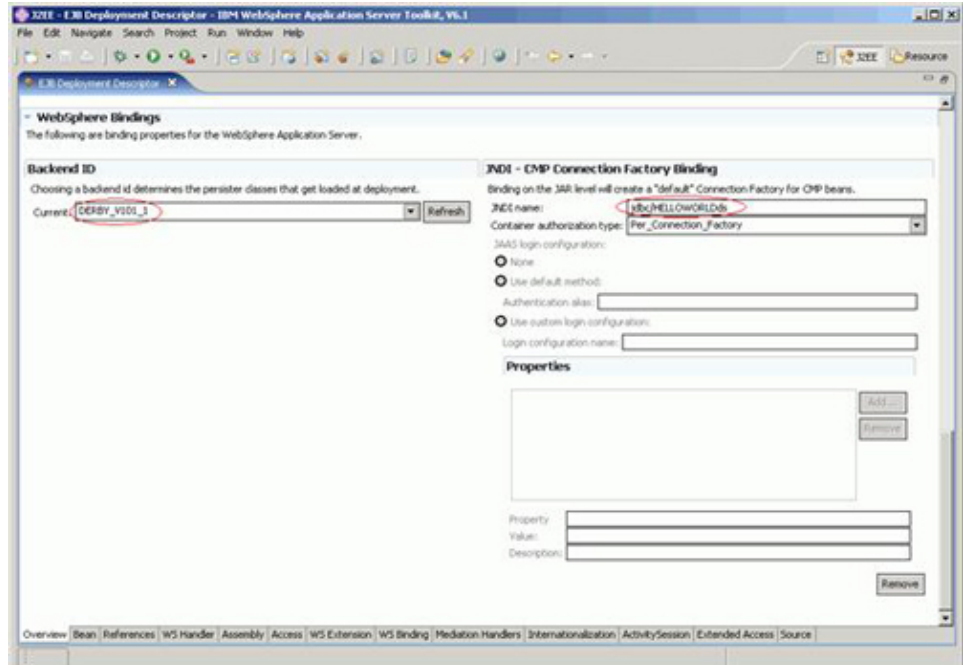 J2EE - EJB Deployment Descriptor - IBM WebSphere Application Server Toolkit, V6.1
File Edit Navigate Search Project Run Window Help
J2EE Resource
EJB Deployment Descriptor
WebSphere Bindings
The following are binding properties for the WebSphere Application Server.
Backend ID
Choosing a backend id determines the persister classes that get loaded at deployment.
Current: DERBY_V101_1 Refresh
JNDI - CMP Connection Factory Binding
Binding on the JAR level will create a "default" Connection Factory for CMP beans.
JNDI name: jdbc/HELLOWORLDds
Container authorization type: Per_Connection_Factory
JAAS login configuration:
None
Use default method:
Authentication alias:
Use custom login configuration:
Login configuration name:
Properties
Add ...
Remove
Property
Value:
Description:
Remove
Overview Bean References WS Handler Assembly Access WS Extension WS Binding Mediation Handlers Internationalization ActivitySession Extended Access Source